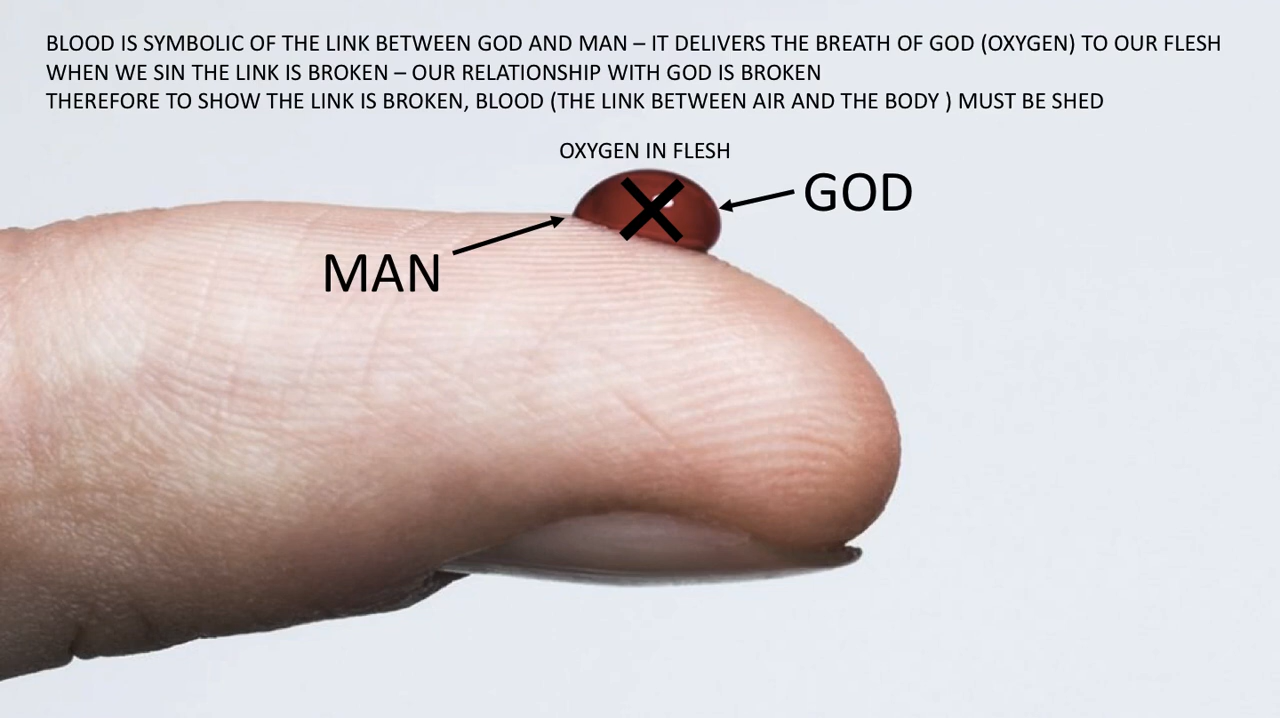 BLOOD IS SYMBOLIC OF THE LINK BETWEEN GOD AND MAN – IT DELIVERS THE BREATH OF GOD (OXYGEN) TO OUR FLESH
WHEN WE SIN THE LINK IS BROKEN – OUR RELATIONSHIP WITH GOD IS BROKEN
THEREFORE TO SHOW THE LINK IS BROKEN, BLOOD (THE LINK BETWEEN AIR AND THE BODY ) MUST BE SHED
OXYGEN IN FLESH
GOD
MAN